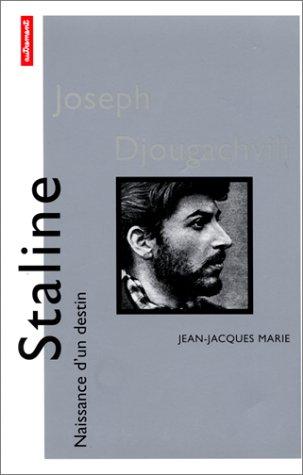 autrement
Joseph
Djougachvili
Staline
Naissance d'un destin
JEAN-JACQUES MARIE